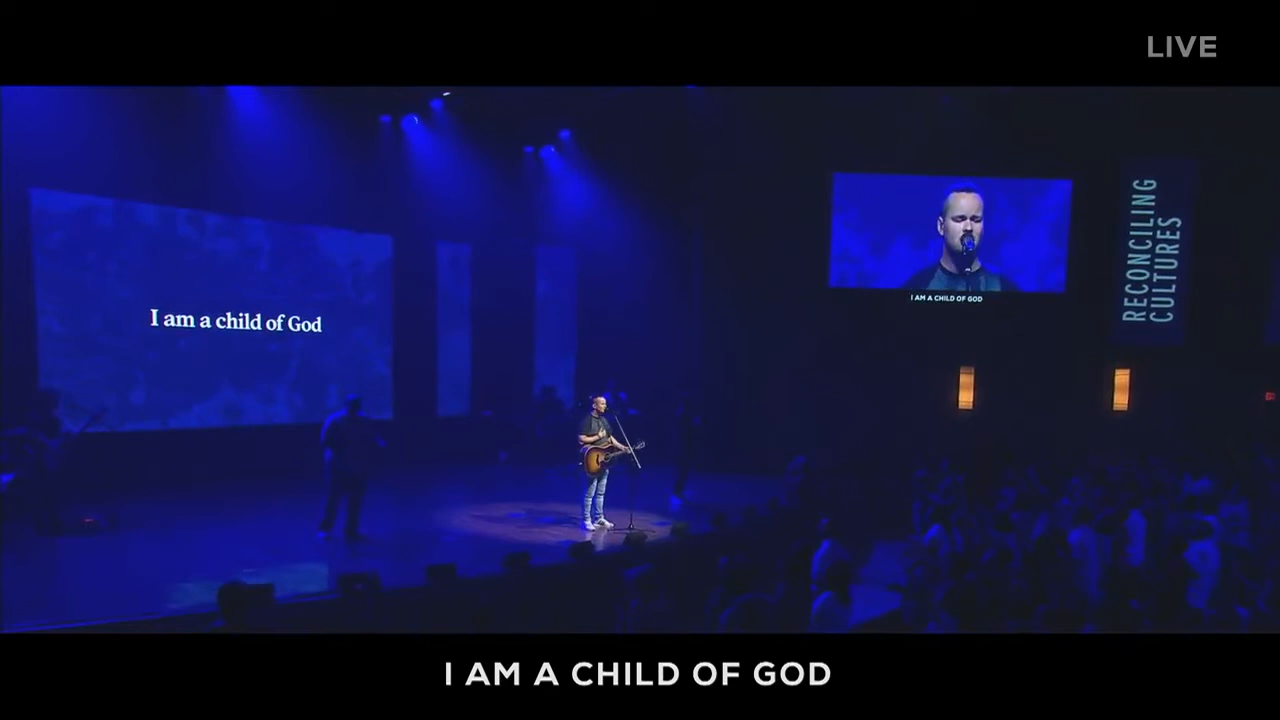 LIVE
I am a child of God
I AM A CHILD OF GOD
RECONCILING
CULTURES
I AM A CHILD OF GOD